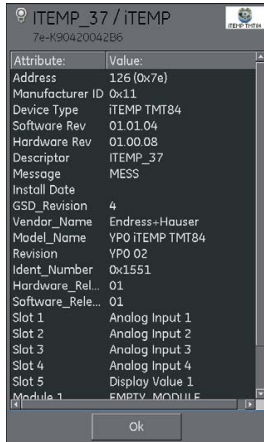 ITEMP_37 / iTEMP
7e-K90420042B6
iTEMP TMT84
Attribute: Value:
Address 126 (0x7e)
Manufacturer ID 0x11
Device Type iTEMP TMT84
Software Rev 01.01.04
Hardware Rev 01.00.08
Descriptor ITEMP_37
Message MESS
Install Date
GSD_Revision 4
Vendor_Name Endress+Hauser
Model_Name YP0 iTEMP TMT84
Revision YP0 02
Ident_Number 0x1551
Hardware_Rel... 01
Software_Rele... 01
Slot 1 Analog Input 1
Slot 2 Analog Input 2
Slot 3 Analog Input 3
Slot 4 Analog Input 4
Slot 5 Display Value 1
Module 1 EMPTY_MODULE
Ok